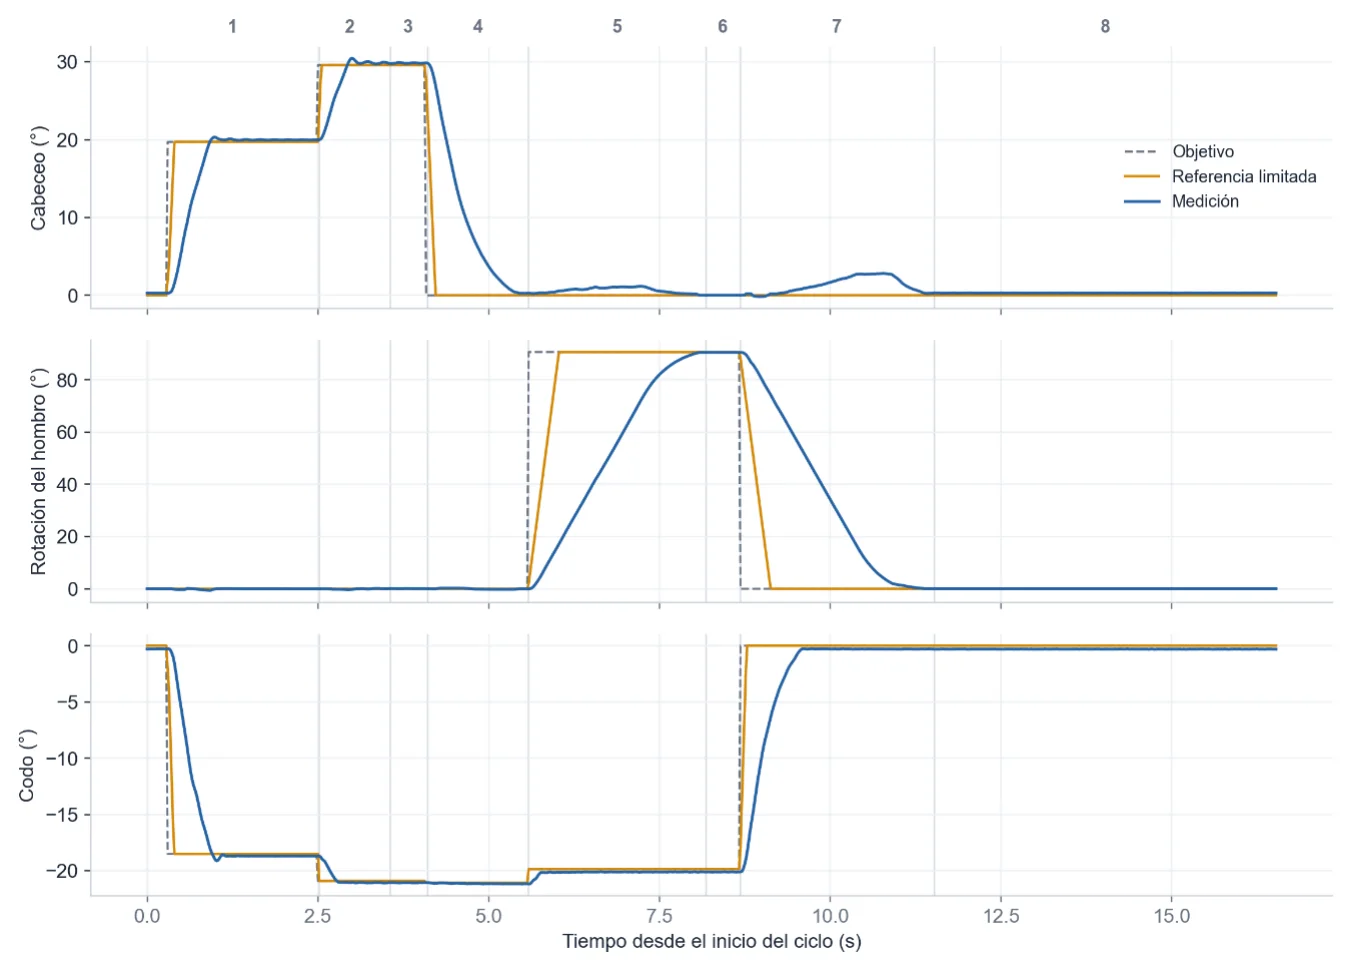 1 2 3 4 5 6 7 8
30
20
10
0
Cabeceo (°)
Objetivo
Referencia limitada
Medición
80
60
40
20
0
Rotación del hombro (°)
0
−5
−10
−15
−20
Codo (°)
0.0 2.5 5.0 7.5 10.0 12.5 15.0
Tiempo desde el inicio del ciclo (s)